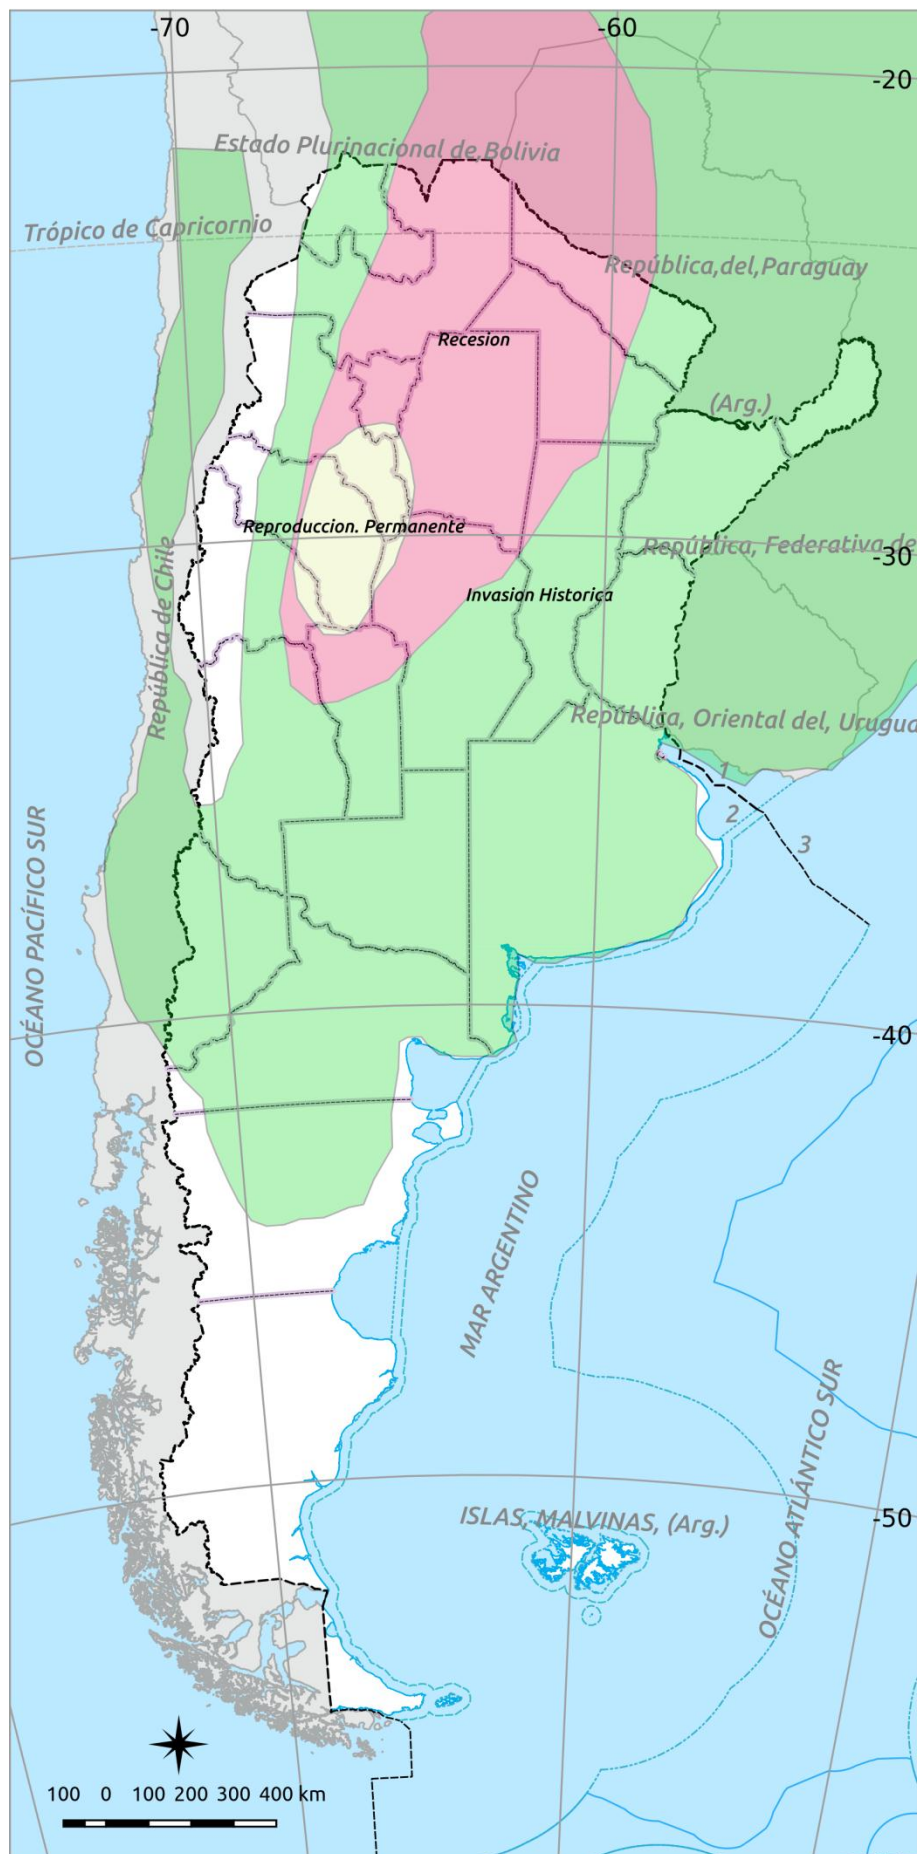 -70
-60
-20
Estado Plurinacional de,Bolivia
Trópico de Capricornio
República,del,Paraguay
Recesion
(Arg.)
Reproduccion. Permanente
República, Federativa de
-30
Invasion Historica
República de Chile
República, Oriental del, Urugua
1
2
3
OCÉANO PACÍFICO SUR
-40
MAR ARGENTINO
OCÉANO ATLÁNTICO SUR
ISLAS, MALVINAS, (Arg.)
-50
100 0 100 200 300 400 km